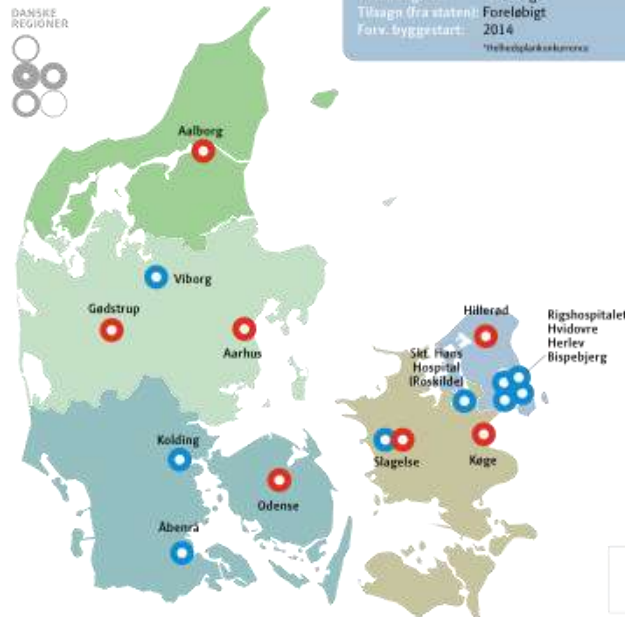 DANSKE
REGIONER
Tilsagn (fra staten): Foreløbigt
Forv. byggestart: 2014
*Helhedsplankonkurrence
Aalborg
Viborg
Gødstrup
Aarhus
Hillerød
Rigshospitalet
Hvidovre
Herlev
Bispebjerg
Skt. Hans
Hospital
(Roskilde)
Kolding
Slagelse
Køge
Odense
Åbenrå